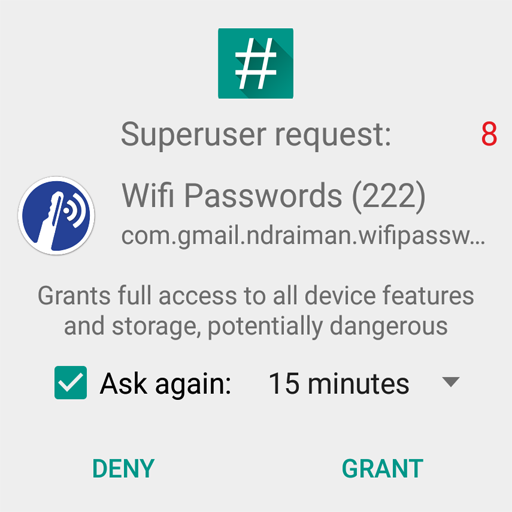 #
Superuser request: 8
Wifi Passwords (222)
com.gmail.ndraiman.wifipassw...
Grants full access to all device features
and storage, potentially dangerous
Ask again: 15 minutes
DENY GRANT